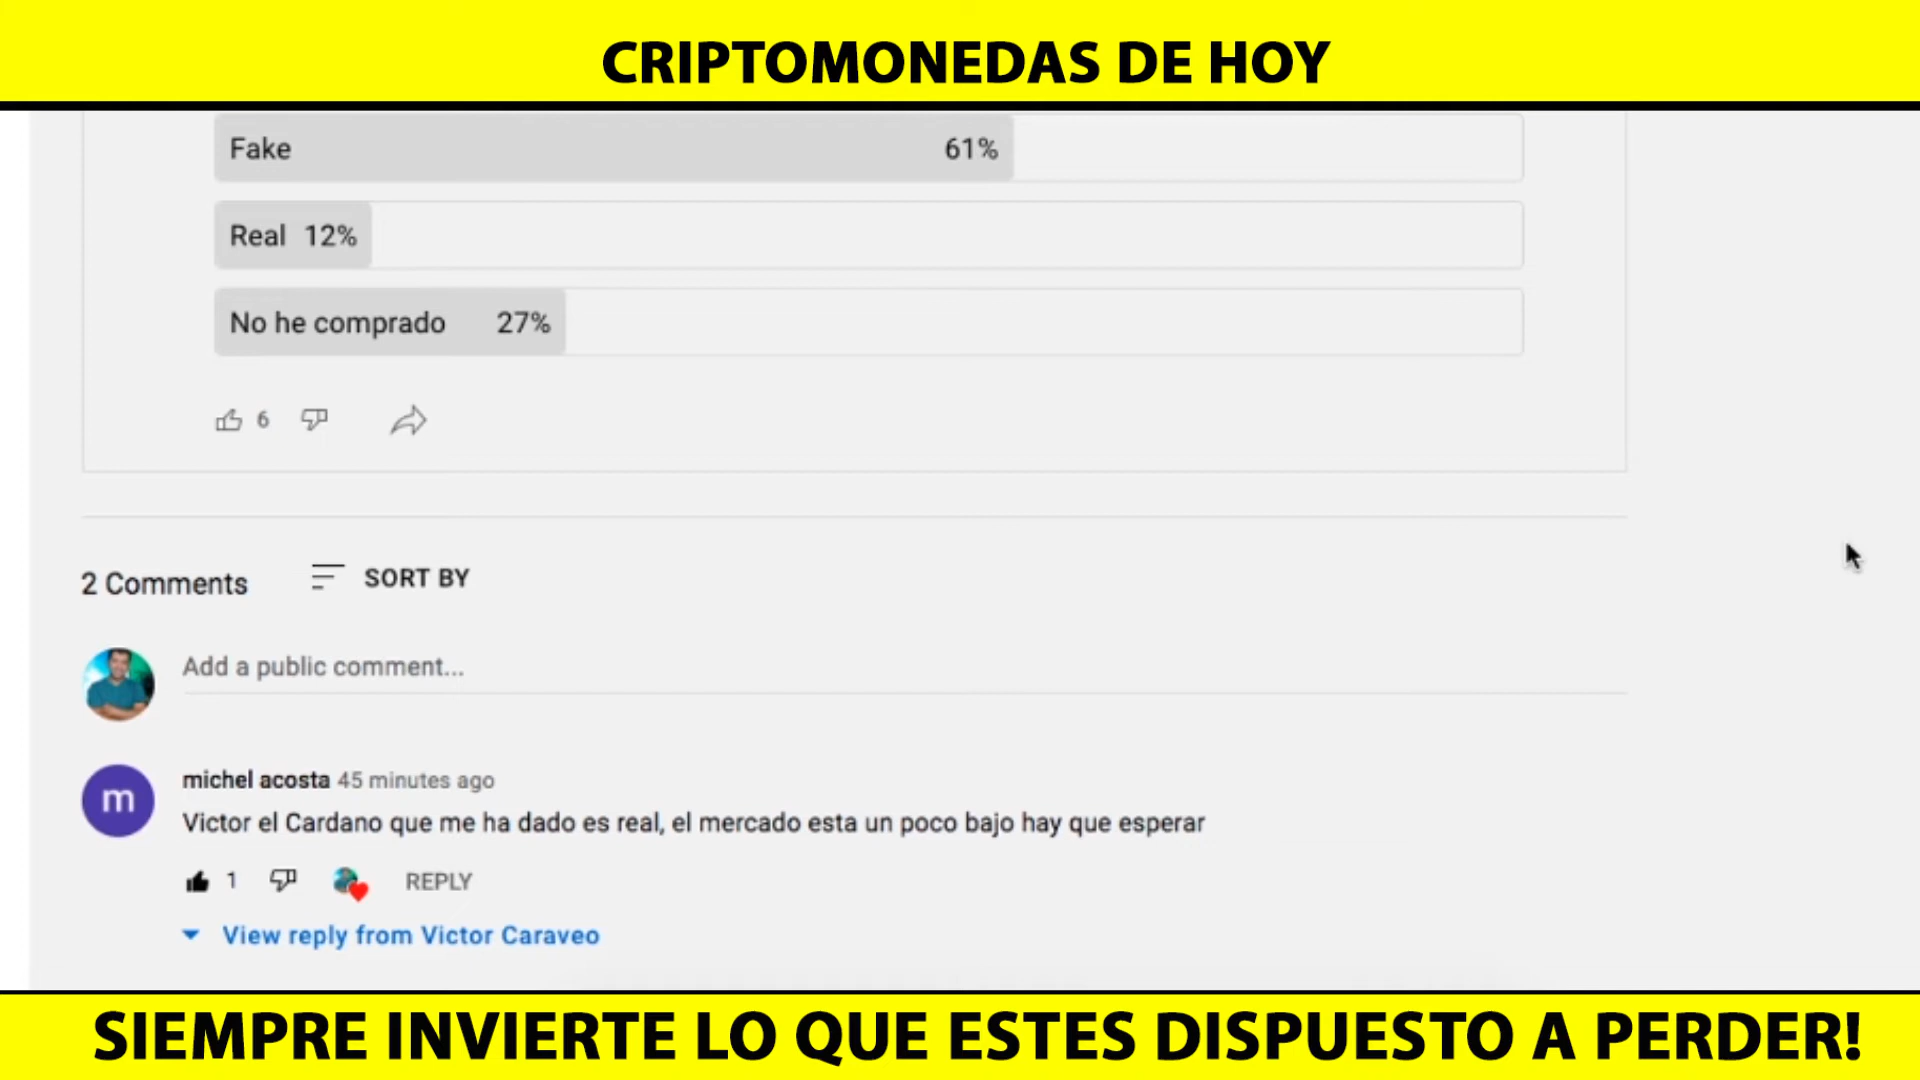 CRIPTOMONEDAS DE HOY
Fake 61%
Real 12%
No he comprado 27%
6
2 Comments SORT BY
Add a public comment...
m
michel acosta 45 minutes ago
Victor el Cardano que me ha dado es real, el mercado esta un poco bajo hay que esperar
1 REPLY
View reply from Victor Caraveo
SIEMPRE INVIERTE LO QUE ESTES DISPUESTO A PERDER!